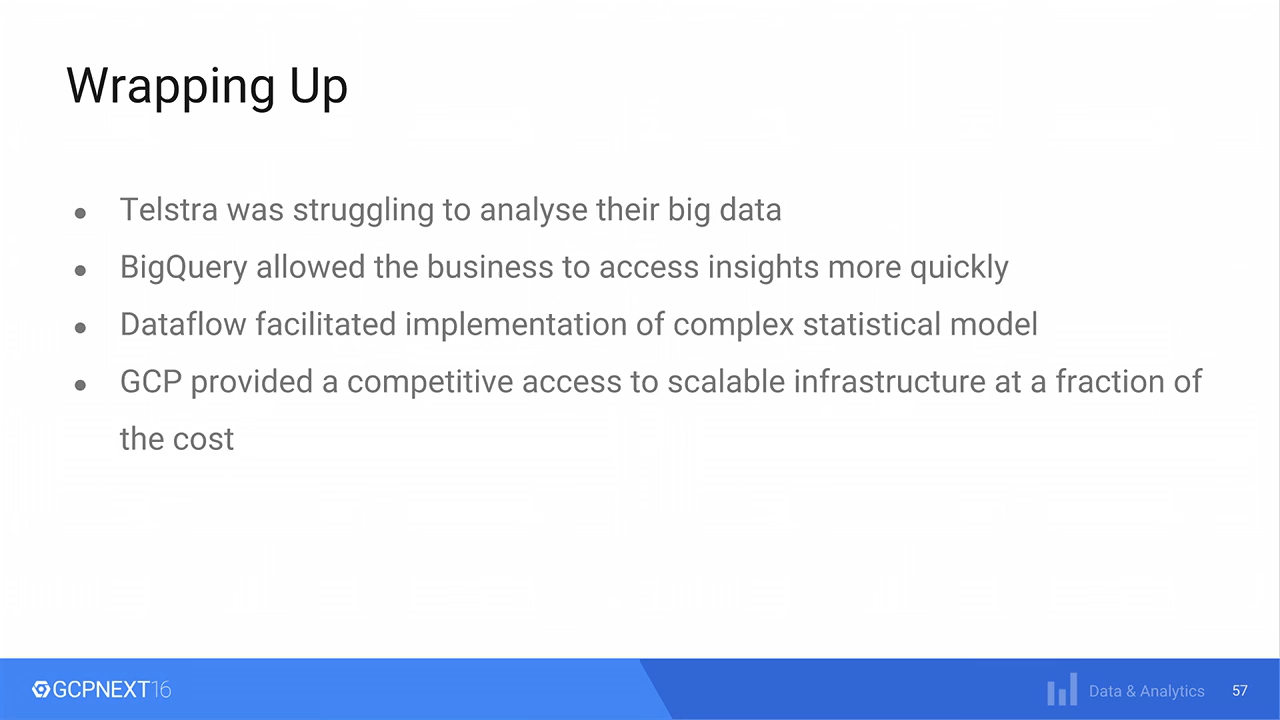 Wrapping Up
● Telstra was struggling to analyse their big data
● BigQuery allowed the business to access insights more quickly
● Dataflow facilitated implementation of complex statistical model
● GCP provided a competitive access to scalable infrastructure at a fraction of
the cost
GCPNEXT16
Data & Analytics
57